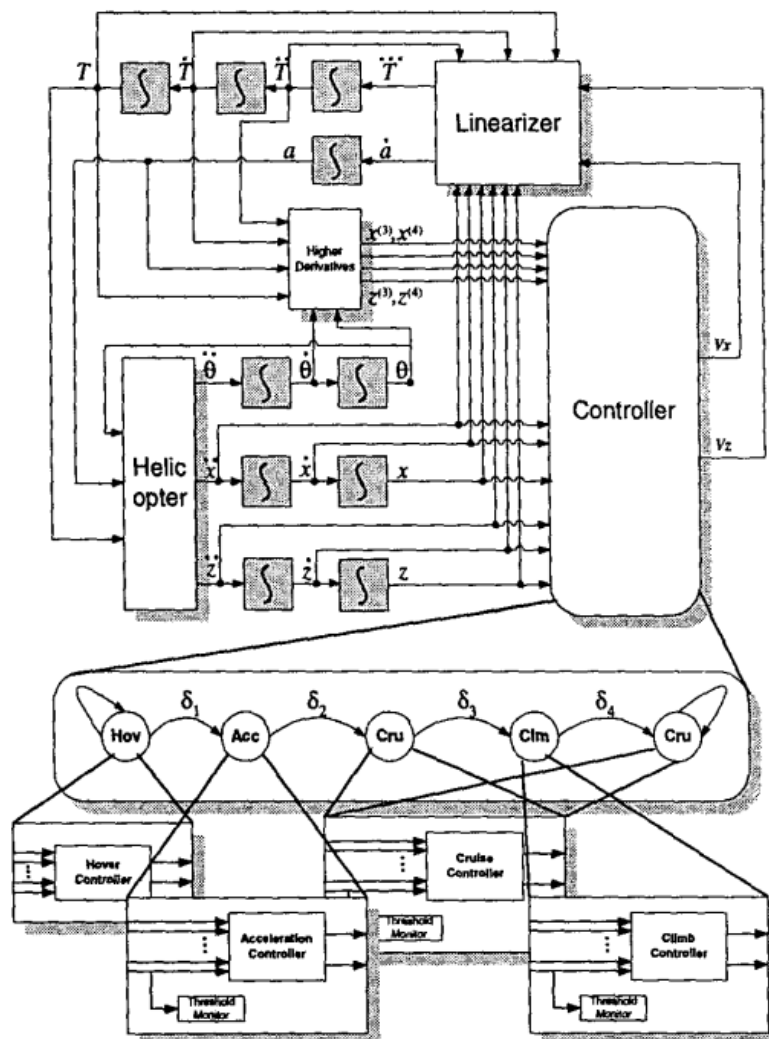 T Ṫ T̈ T⃛
Linearizer
a ȧ
Higher
Derivatives
x⁽³⁾, x⁽⁴⁾
z⁽³⁾, z⁽⁴⁾
θ̈ θ̇ θ
Helic
opter
ẍ ẋ x
z̈ ż z
Controller
vx
vz
δ1 δ2 δ3 δ4
Hov Acc Cru Clm Cru
Hover
Controller
Cruise
Controller
Threshold
Monitor
Acceleration
Controller
Threshold
Monitor
Climb
Controller
Threshold
Monitor